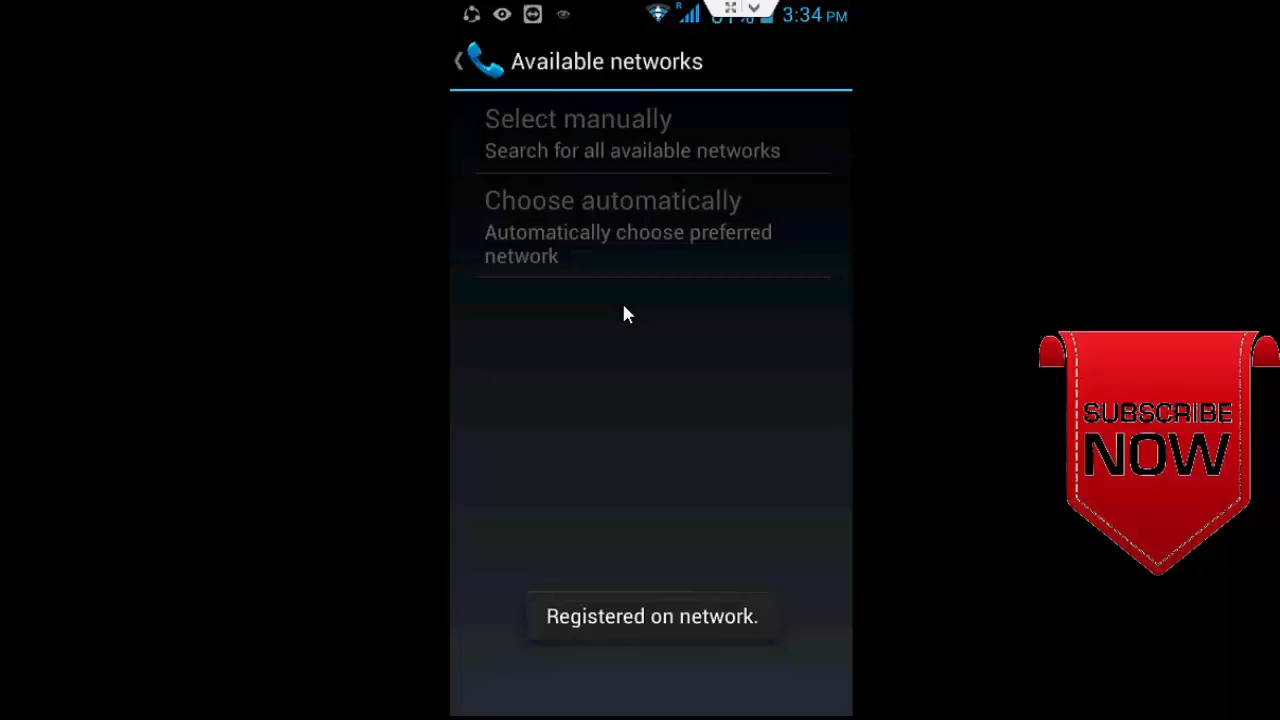 R 3:34 PM
Available networks
Select manually
Search for all available networks
Choose automatically
Automatically choose preferred
network
SUBSCRIBE
NOW
Registered on network.